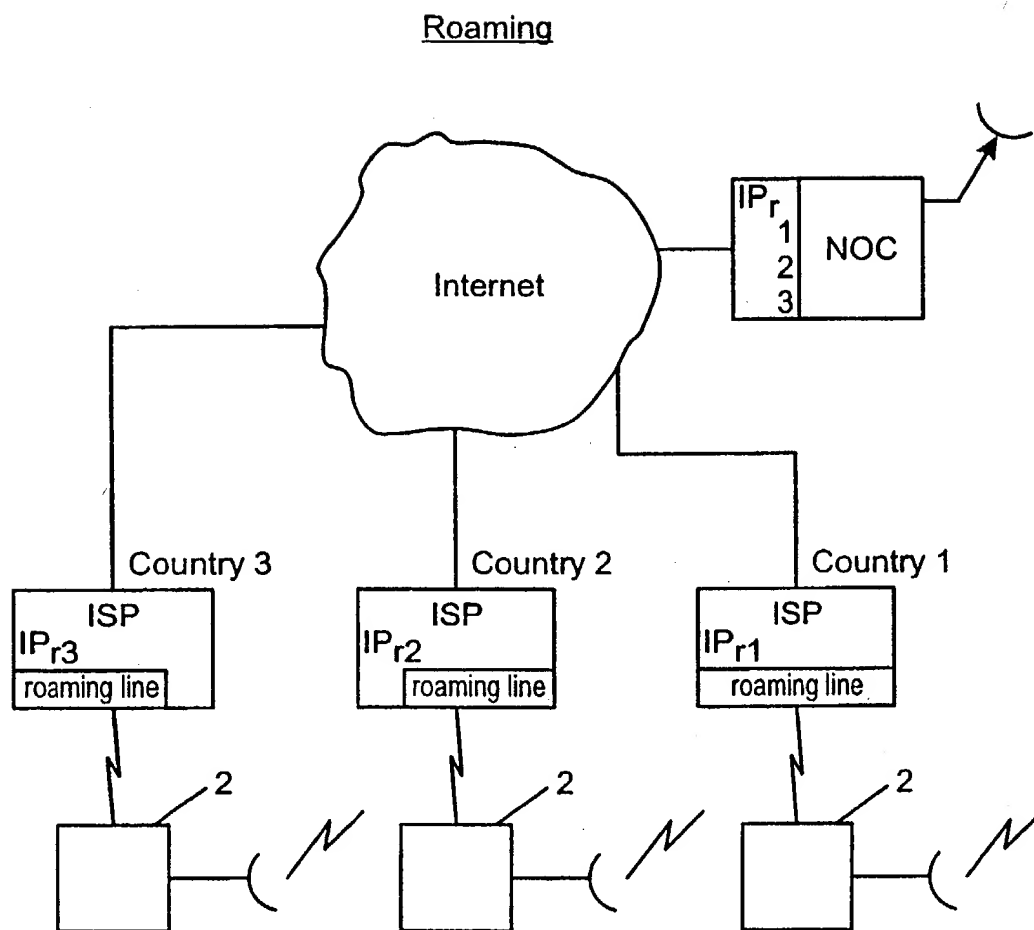 Roaming
IPr
1
2
3
NOC
Internet
Country 3
Country 2
Country 1
ISP
IPr3
roaming line
ISP
IPr2
roaming line
ISP
IPr1
roaming line
2
2
2